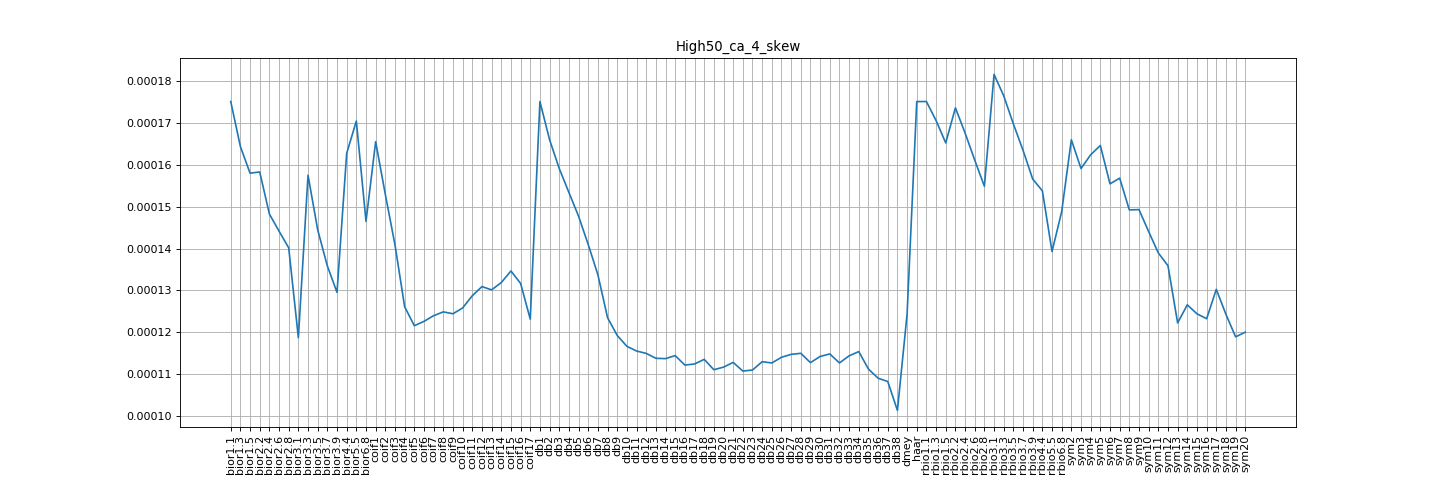 High50_ca_4_skew
0.00018
0.00017
0.00016
0.00015
0.00014
0.00013
0.00012
0.00011
0.00010
bior1.1
bior1.3
bior1.5
bior2.2
bior2.4
bior2.6
bior2.8
bior3.1
bior3.3
bior3.5
bior3.7
bior3.9
bior4.4
bior5.5
bior6.8
coif1
coif2
coif3
coif4
coif5
coif6
coif7
coif8
coif9
coif10
coif11
coif12
coif13
coif14
coif15
coif16
coif17
db1
db2
db3
db4
db5
db6
db7
db8
db9
db10
db11
db12
db13
db14
db15
db16
db17
db18
db19
db20
db21
db22
db23
db24
db25
db26
db27
db28
db29
db30
db31
db32
db33
db34
db35
db36
db37
db38
dmey
haar
rbio1.1
rbio1.3
rbio1.5
rbio2.2
rbio2.4
rbio2.6
rbio2.8
rbio3.1
rbio3.3
rbio3.5
rbio3.7
rbio3.9
rbio4.4
rbio5.5
rbio6.8
sym2
sym3
sym4
sym5
sym6
sym7
sym8
sym9
sym10
sym11
sym12
sym13
sym14
sym15
sym16
sym17
sym18
sym19
sym20